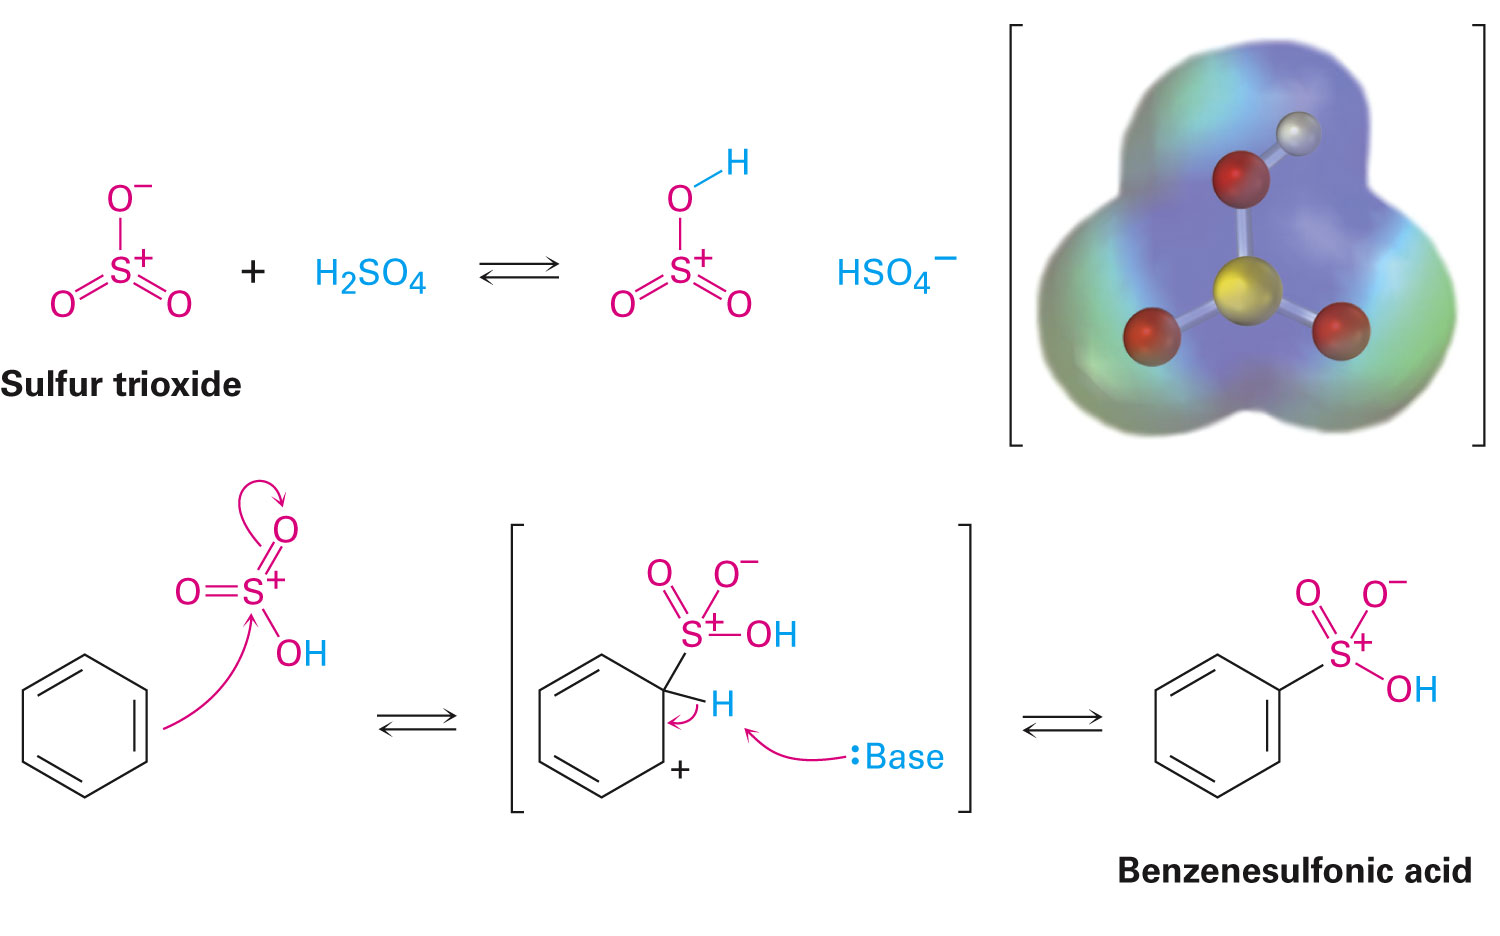 O⁻ S⁺ O O + H₂SO₄ ⇌ H O S⁺ O O HSO₄⁻
Sulfur trioxide
O O S⁺ OH ⇌ O O⁻ S⁺ OH H + :Base ⇌ O O⁻ S⁺ OH
Benzenesulfonic acid